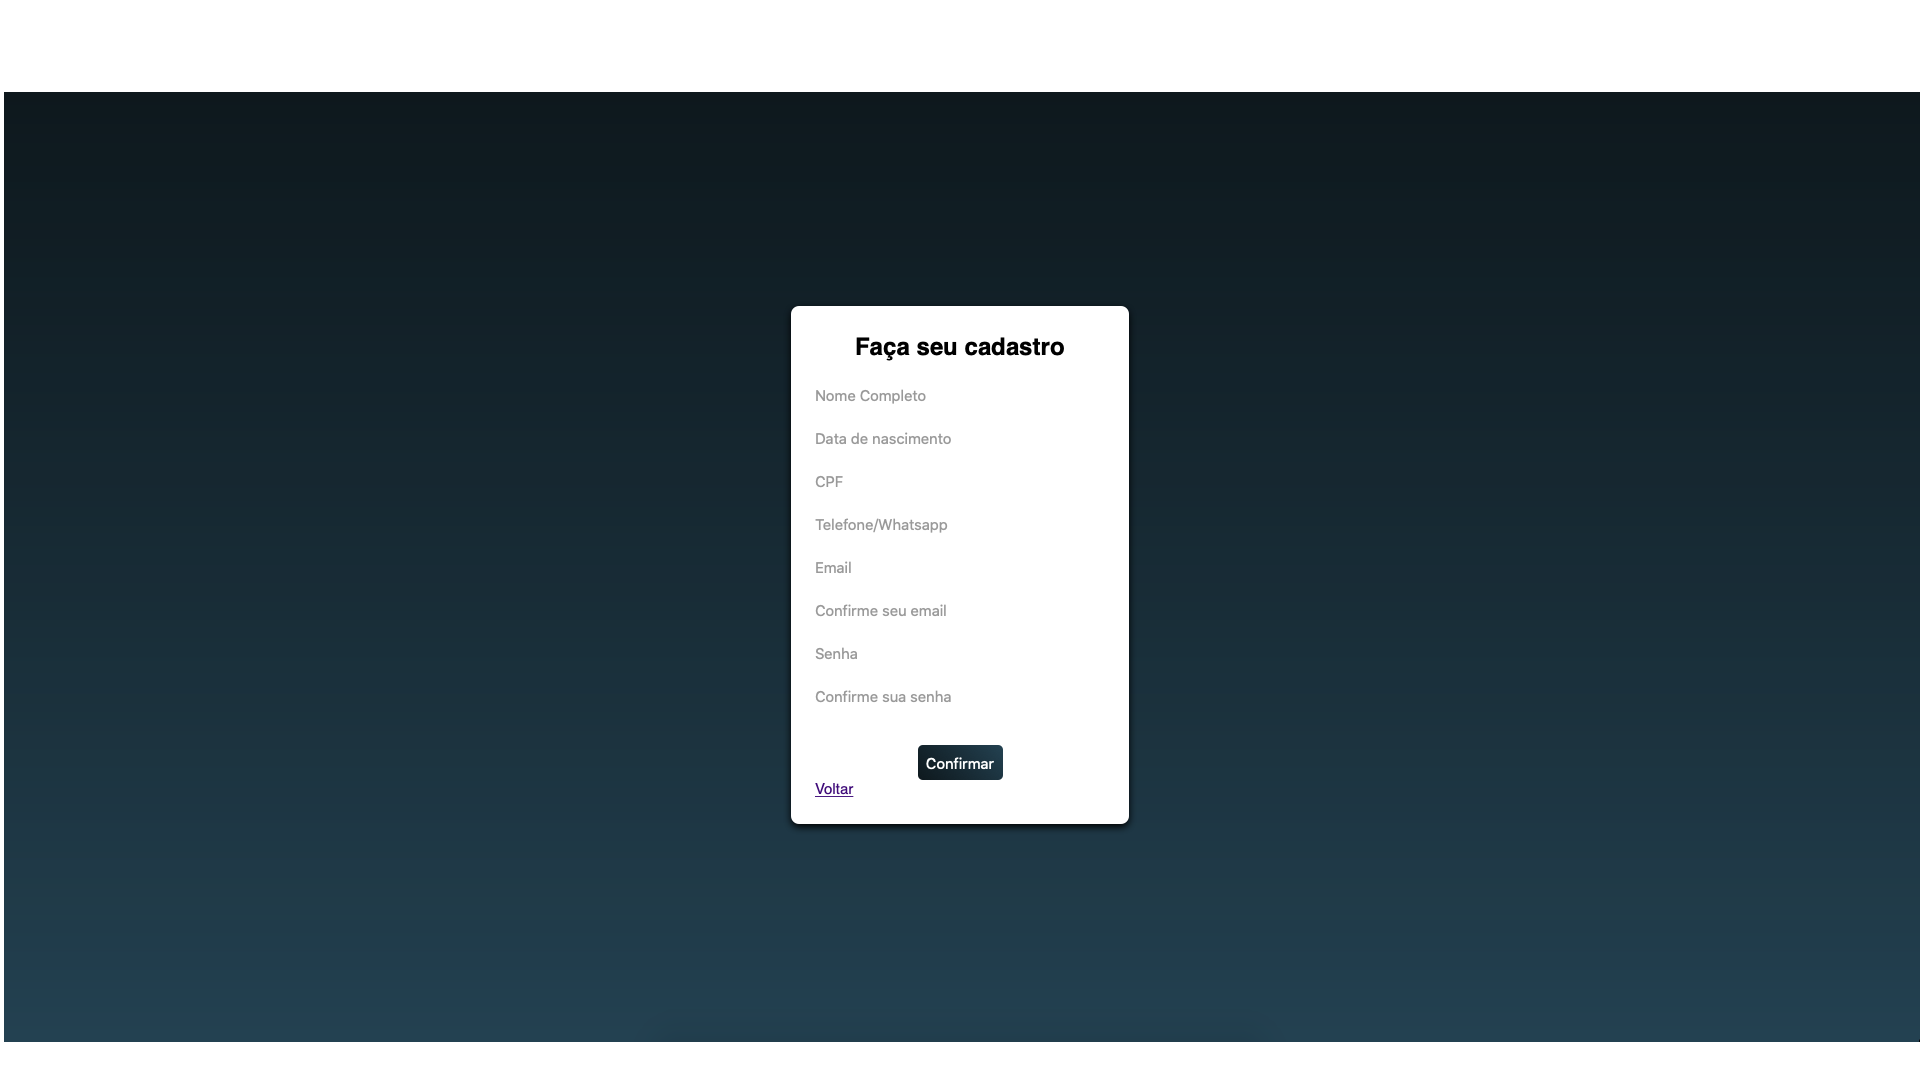 Faça seu cadastro
Nome Completo
Data de nascimento
CPF
Telefone/Whatsapp
Email
Confirme seu email
Senha
Confirme sua senha
Confirmar
Voltar